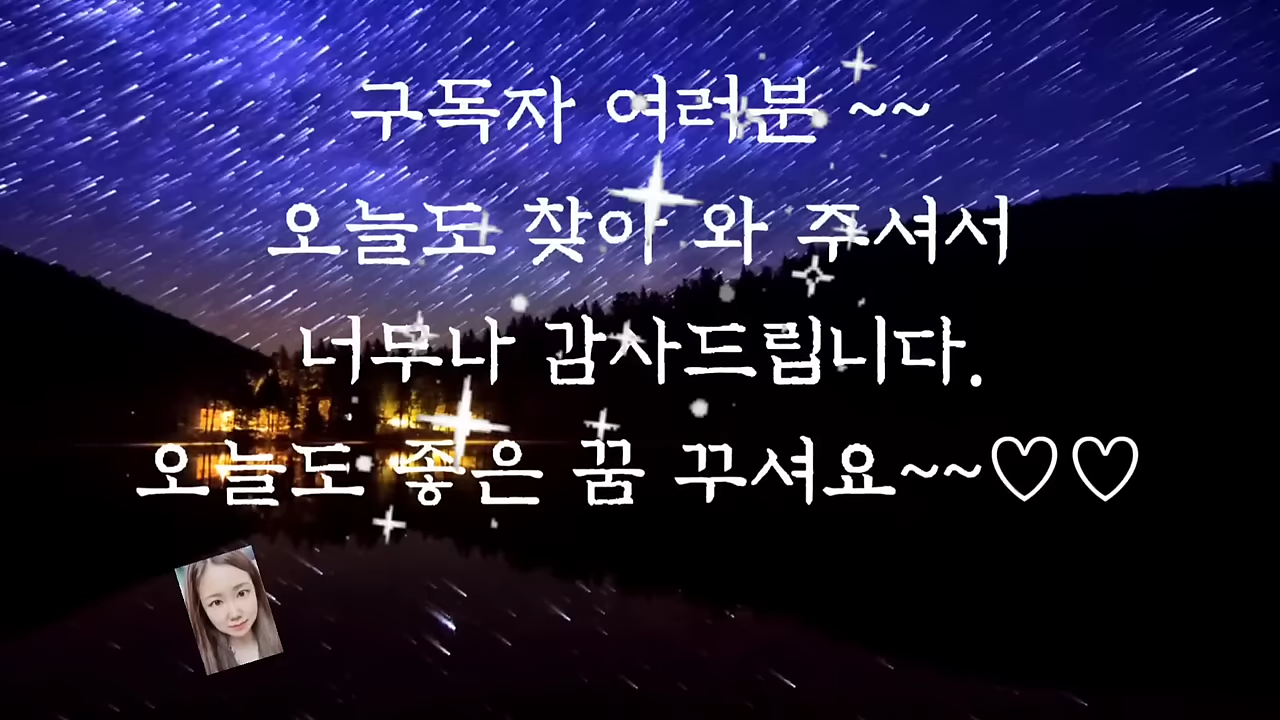 구독자 여러분 ~~
오늘도 찾아 와 주셔서
너무나 감사드립니다.
오늘도 좋은 꿈 꾸셔요~~♡♡